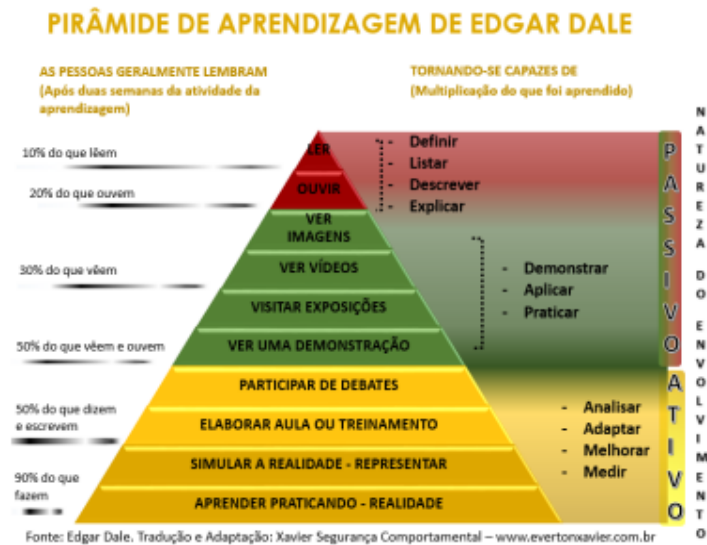 PIRÂMIDE DE APRENDIZAGEM DE EDGAR DALE
AS PESSOAS GERALMENTE LEMBRAM
(Após duas semanas da atividade da
aprendizagem)
TORNANDO-SE CAPAZES DE
(Multiplicação do que foi aprendido)
10% do que lêem
20% do que ouvem
30% do que vêem
50% do que vêem e ouvem
50% do que dizem
e escrevem
90% do que
fazem
LER
OUVIR
VER
IMAGENS
VER VÍDEOS
VISITAR EXPOSIÇÕES
VER UMA DEMONSTRAÇÃO
PARTICIPAR DE DEBATES
ELABORAR AULA OU TREINAMENTO
SIMULAR A REALIDADE - REPRESENTAR
APRENDER PRATICANDO - REALIDADE
- Definir
- Listar
- Descrever
- Explicar
- Demonstrar
- Aplicar
- Praticar
- Analisar
- Adaptar
- Melhorar
- Medir
PASSIVO
ATIVO
NATUREZA DO ENVOLVIMENTO
Fonte: Edgar Dale. Tradução e Adaptação: Xavier Segurança Comportamental – www.evertonxavier.com.br